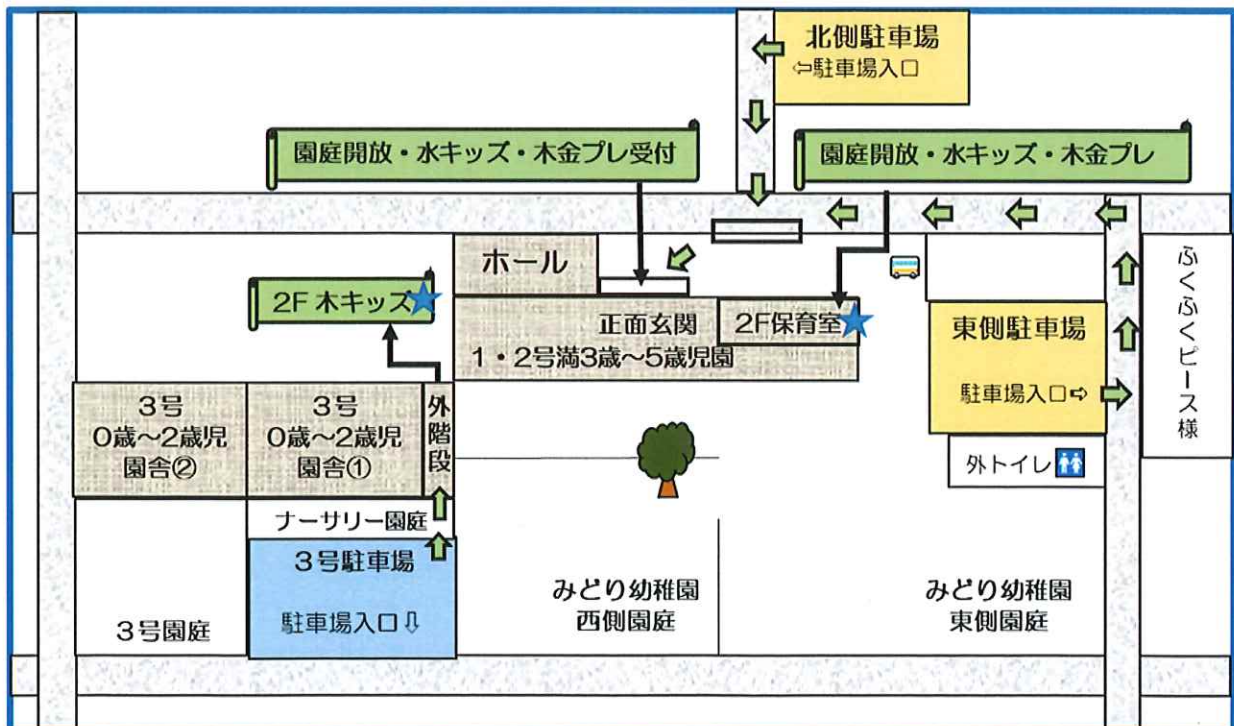 北側駐車場
⇦駐車場入口
園庭開放・水キッズ・木金プレ受付
園庭開放・水キッズ・木金プレ
ホール
2F 木キッズ
正面玄関
2F保育室
1・2号満3歳～5歳児園
東側駐車場
駐車場入口⇨
ふくふくピース様
3号
0歳～2歳児
園舎②
3号
0歳～2歳児
園舎①
外階段
外トイレ
ナーサリー園庭
3号駐車場
駐車場入口⇩
3号園庭
みどり幼稚園
西側園庭
みどり幼稚園
東側園庭